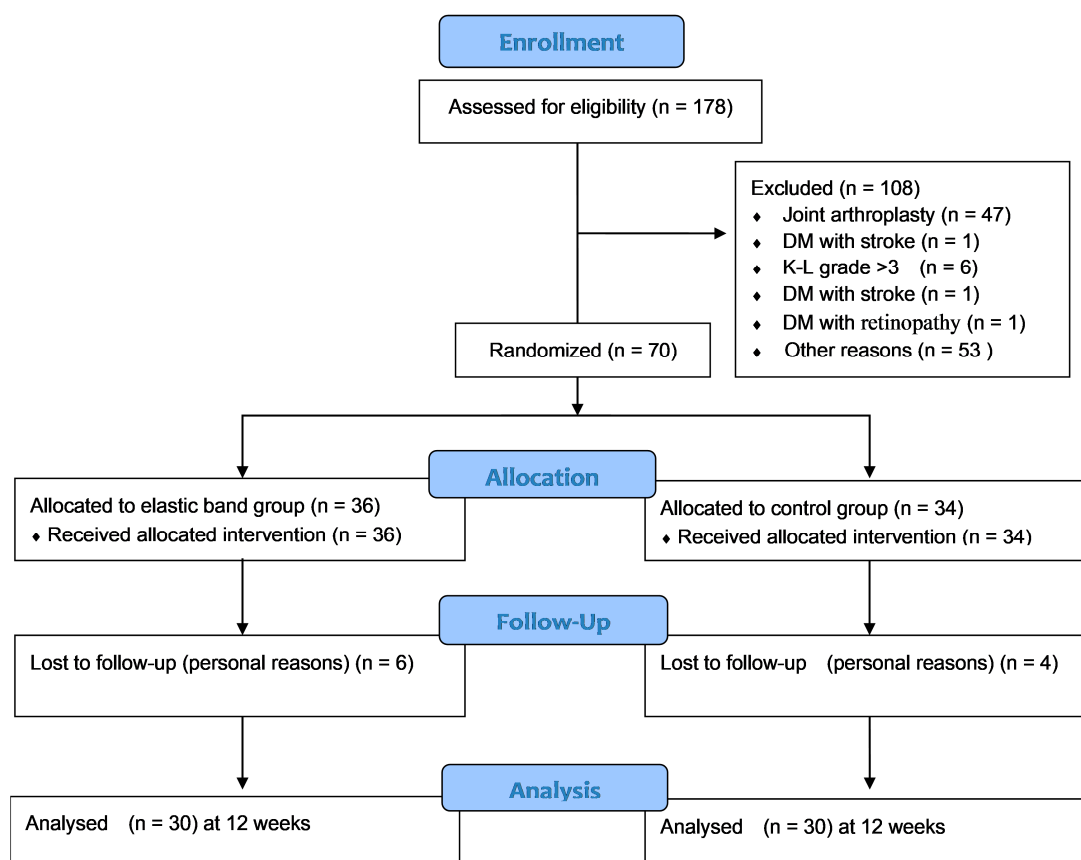 Enrollment
Assessed for eligibility (n = 178)
Excluded (n = 108)
♦ Joint arthroplasty (n = 47)
♦ DM with stroke (n = 1)
♦ K-L grade >3 (n = 6)
♦ DM with stroke (n = 1)
♦ DM with retinopathy (n = 1)
♦ Other reasons (n = 53 )
Randomized (n = 70)
Allocation
Allocated to elastic band group (n = 36)
♦ Received allocated intervention (n = 36)
Allocated to control group (n = 34)
♦ Received allocated intervention (n = 34)
Follow-Up
Lost to follow-up (personal reasons) (n = 6)
Lost to follow-up (personal reasons) (n = 4)
Analysis
Analysed (n = 30) at 12 weeks
Analysed (n = 30) at 12 weeks